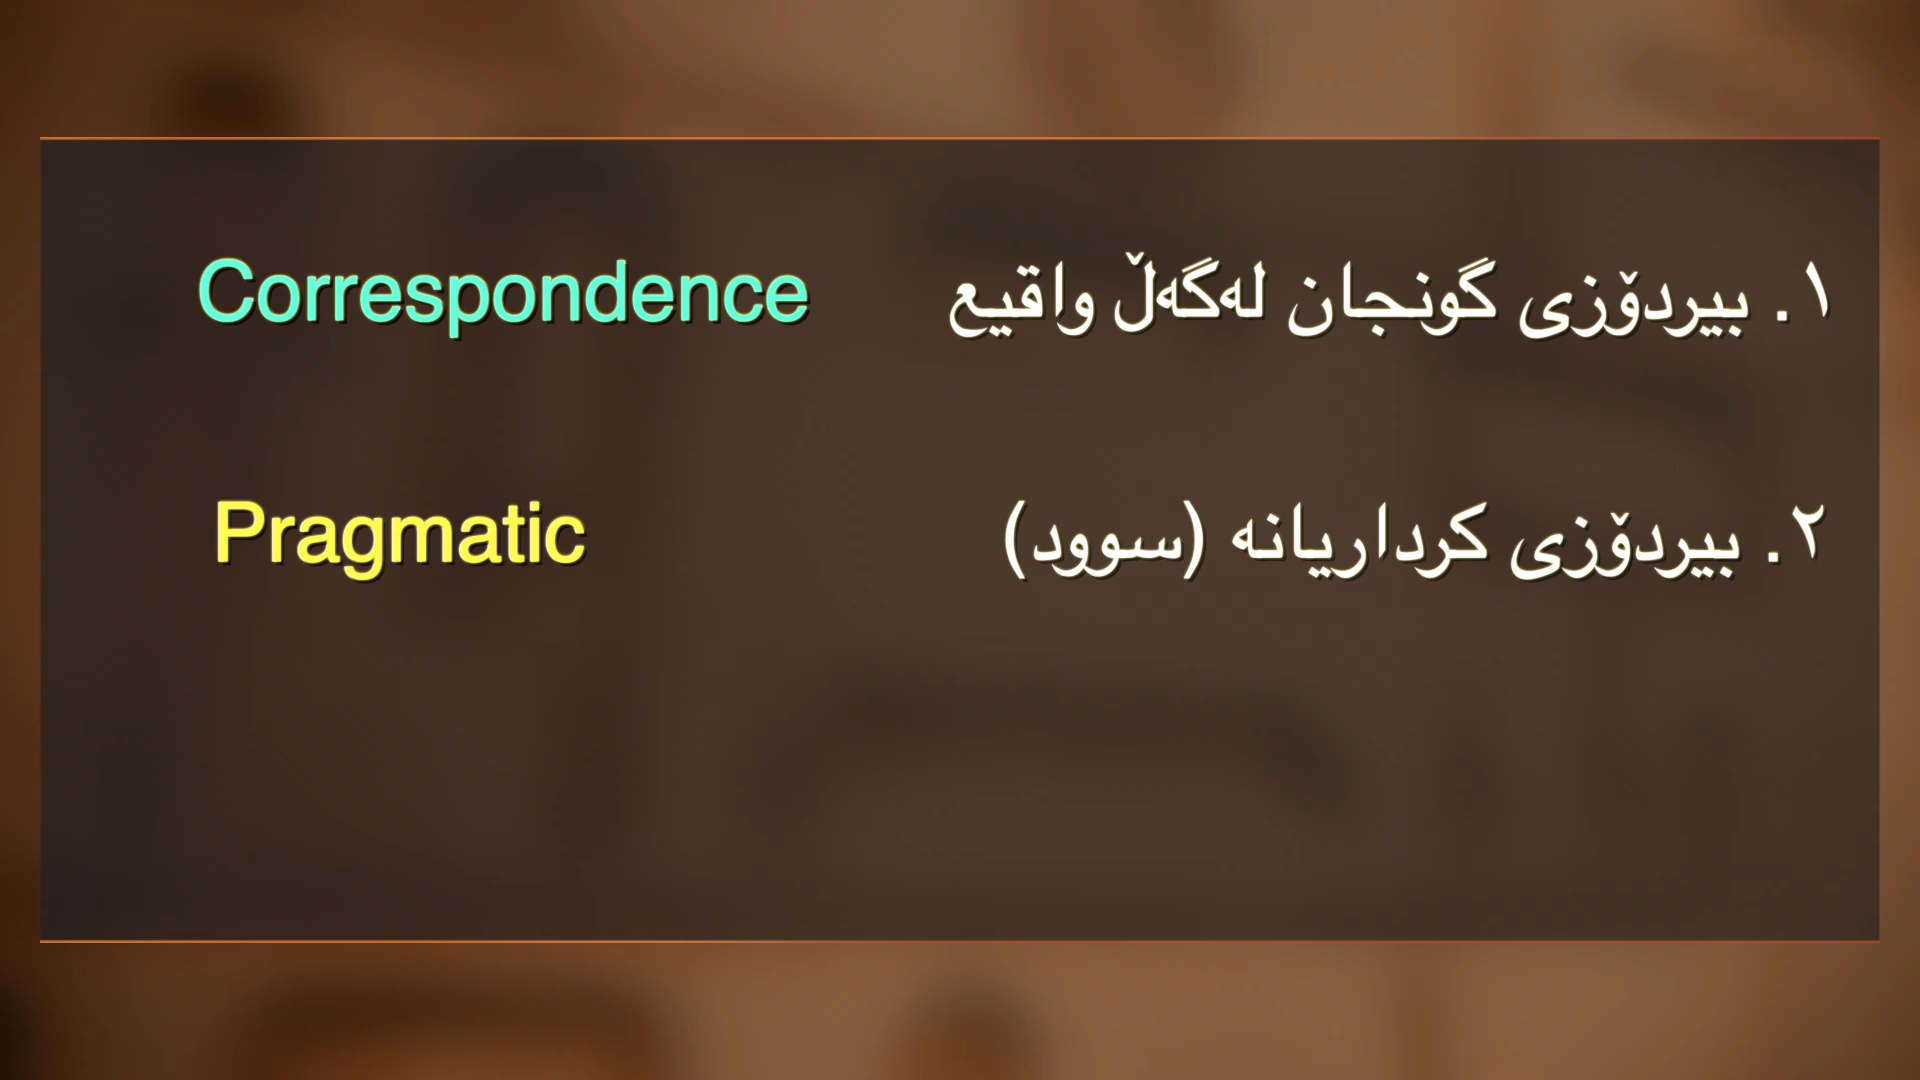 ١. بیردۆزی گونجان لەگەڵ واقیع Correspondence
٢. بیردۆزی کرداریانە (سوود) Pragmatic